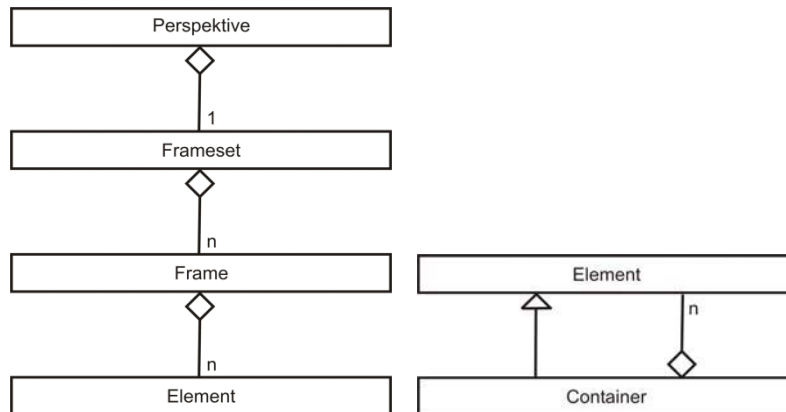 Perspektive
1
Frameset
n
Frame
n
Element
Element
n
Container